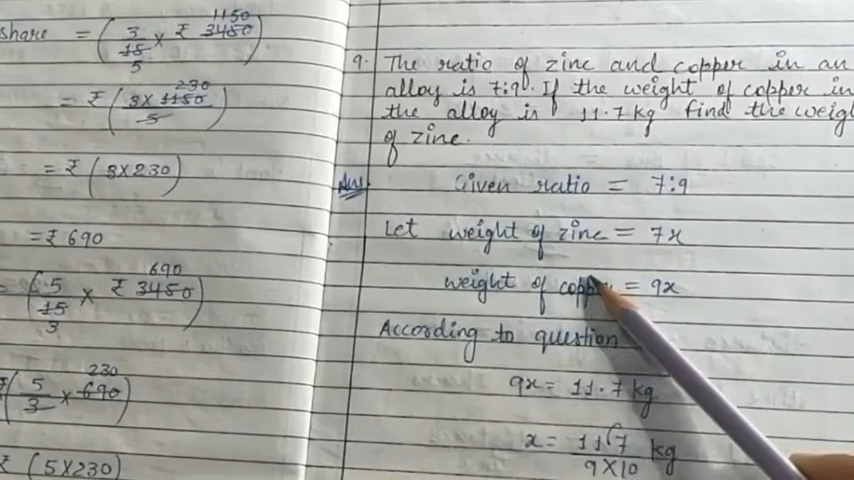 share = ( 3/15 5 × ₹ 3450 1150 )
= ₹ ( 3 × 1150 230 / 5 )
= ₹ ( 3 × 230 )
= ₹ 690
= ( 5/15 3 × ₹ 3450 690 )
₹ ( 5/3 × 690 230 )
₹ ( 5 × 230 )
9. The ratio of zinc and copper in an
alloy is 7:9. If the weight of copper in
the alloy is 11.7 kg find the weig
of zinc.
Ans. Given ratio = 7:9
Let weight of zinc = 7x
weight of copper = 9x
According to question
9x = 11.7 kg
x = 117 / 9×10 kg